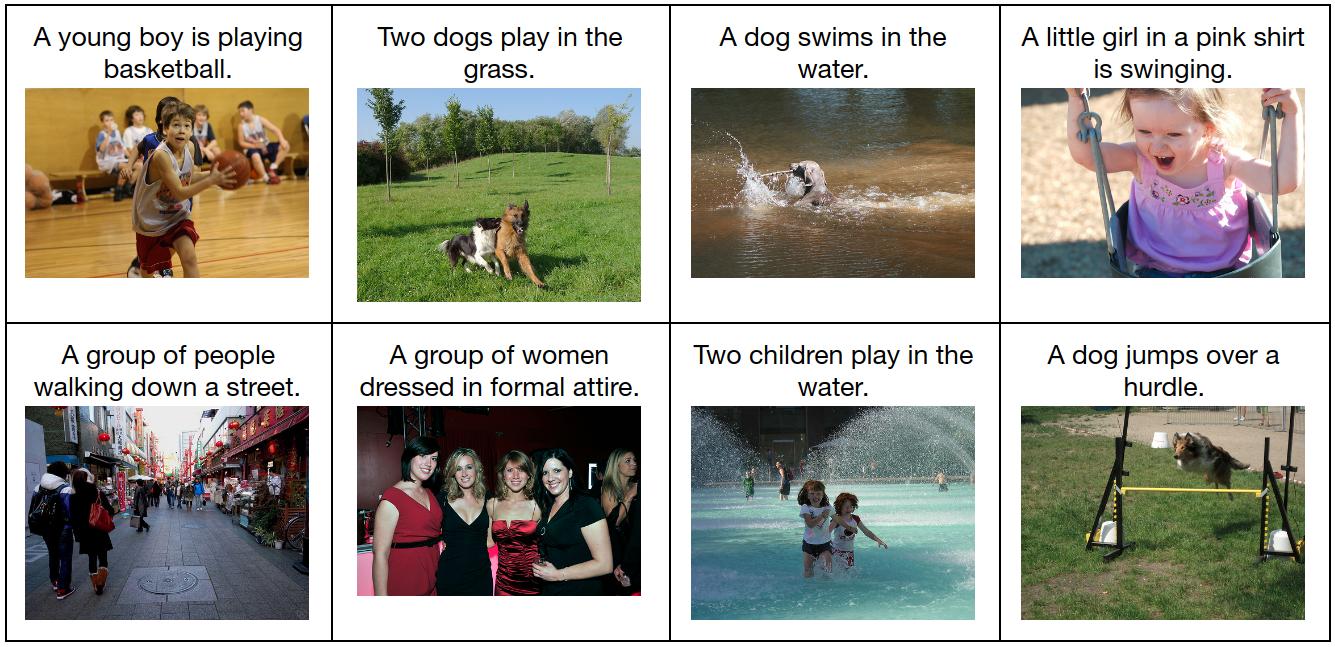 A young boy is playing
basketball.
Two dogs play in the
grass.
A dog swims in the
water.
A little girl in a pink shirt
is swinging.
A group of people
walking down a street.
A group of women
dressed in formal attire.
Two children play in the
water.
A dog jumps over a
hurdle.